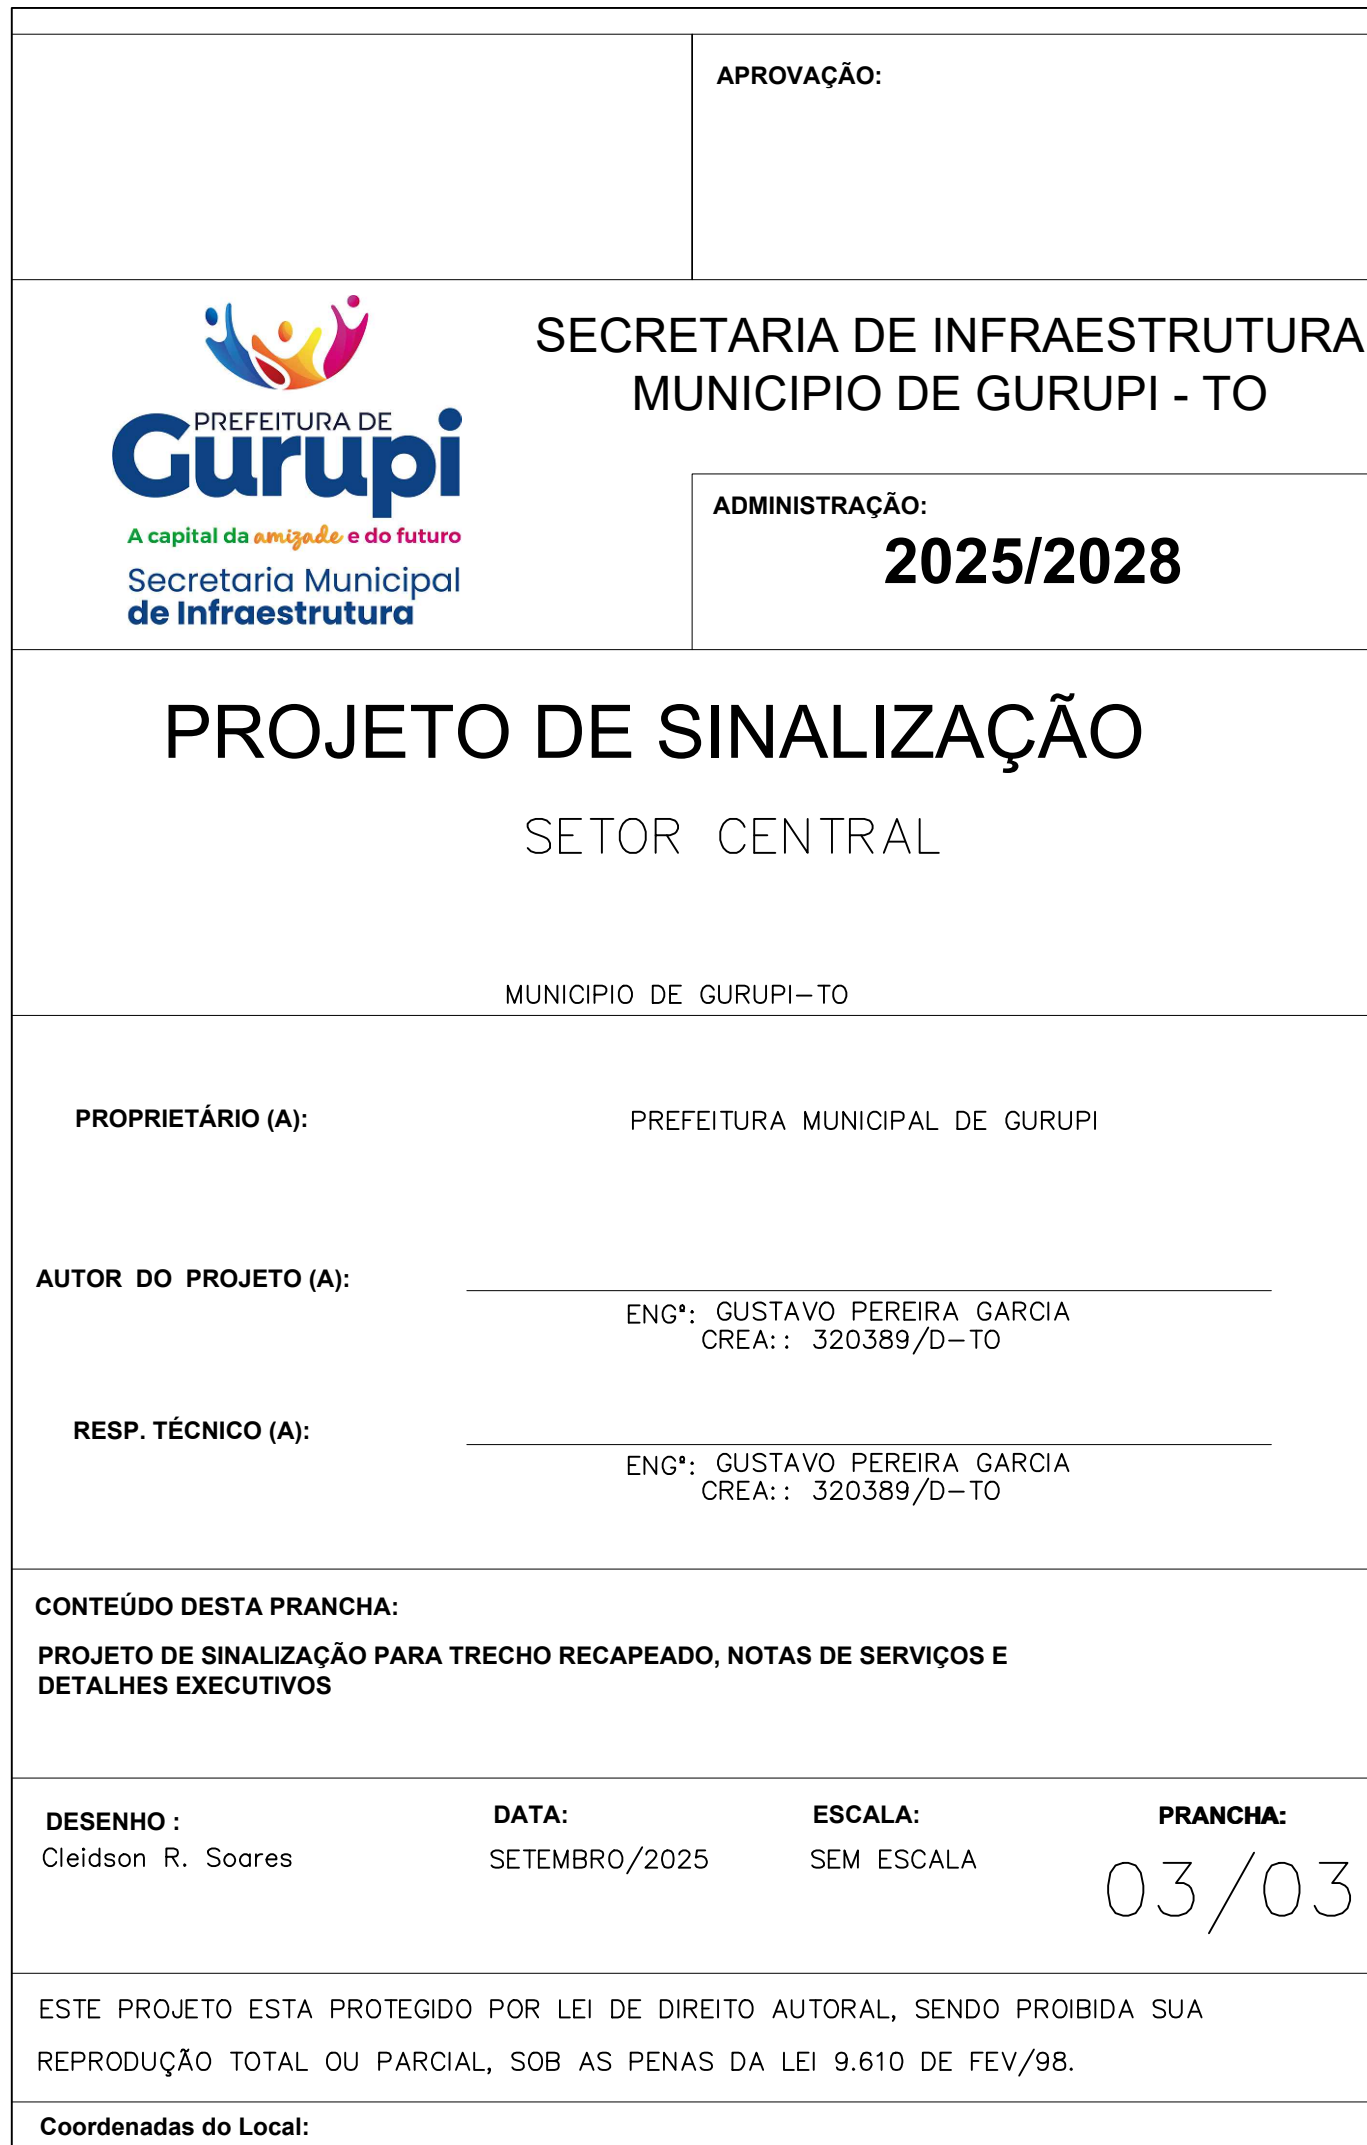 APROVAÇÃO:
PREFEITURA DE
Gurupi
A capital da amizade e do futuro
Secretaria Municipal
de Infraestrutura
SECRETARIA DE INFRAESTRUTURA
MUNICIPIO DE GURUPI - TO
ADMINISTRAÇÃO:
2025/2028
PROJETO DE SINALIZAÇÃO
SETOR CENTRAL
MUNICIPIO DE GURUPI-TO
PROPRIETÁRIO (A):
PREFEITURA MUNICIPAL DE GURUPI
AUTOR DO PROJETO (A):
ENGª: GUSTAVO PEREIRA GARCIA
CREA:: 320389/D-TO
RESP. TÉCNICO (A):
ENGª: GUSTAVO PEREIRA GARCIA
CREA:: 320389/D-TO
CONTEÚDO DESTA PRANCHA:
PROJETO DE SINALIZAÇÃO PARA TRECHO RECAPEADO, NOTAS DE SERVIÇOS E
DETALHES EXECUTIVOS
DESENHO :
Cleidson R. Soares
DATA:
SETEMBRO/2025
ESCALA:
SEM ESCALA
PRANCHA:
03/03
ESTE PROJETO ESTA PROTEGIDO POR LEI DE DIREITO AUTORAL, SENDO PROIBIDA SUA
REPRODUÇÃO TOTAL OU PARCIAL, SOB AS PENAS DA LEI 9.610 DE FEV/98.
Coordenadas do Local: